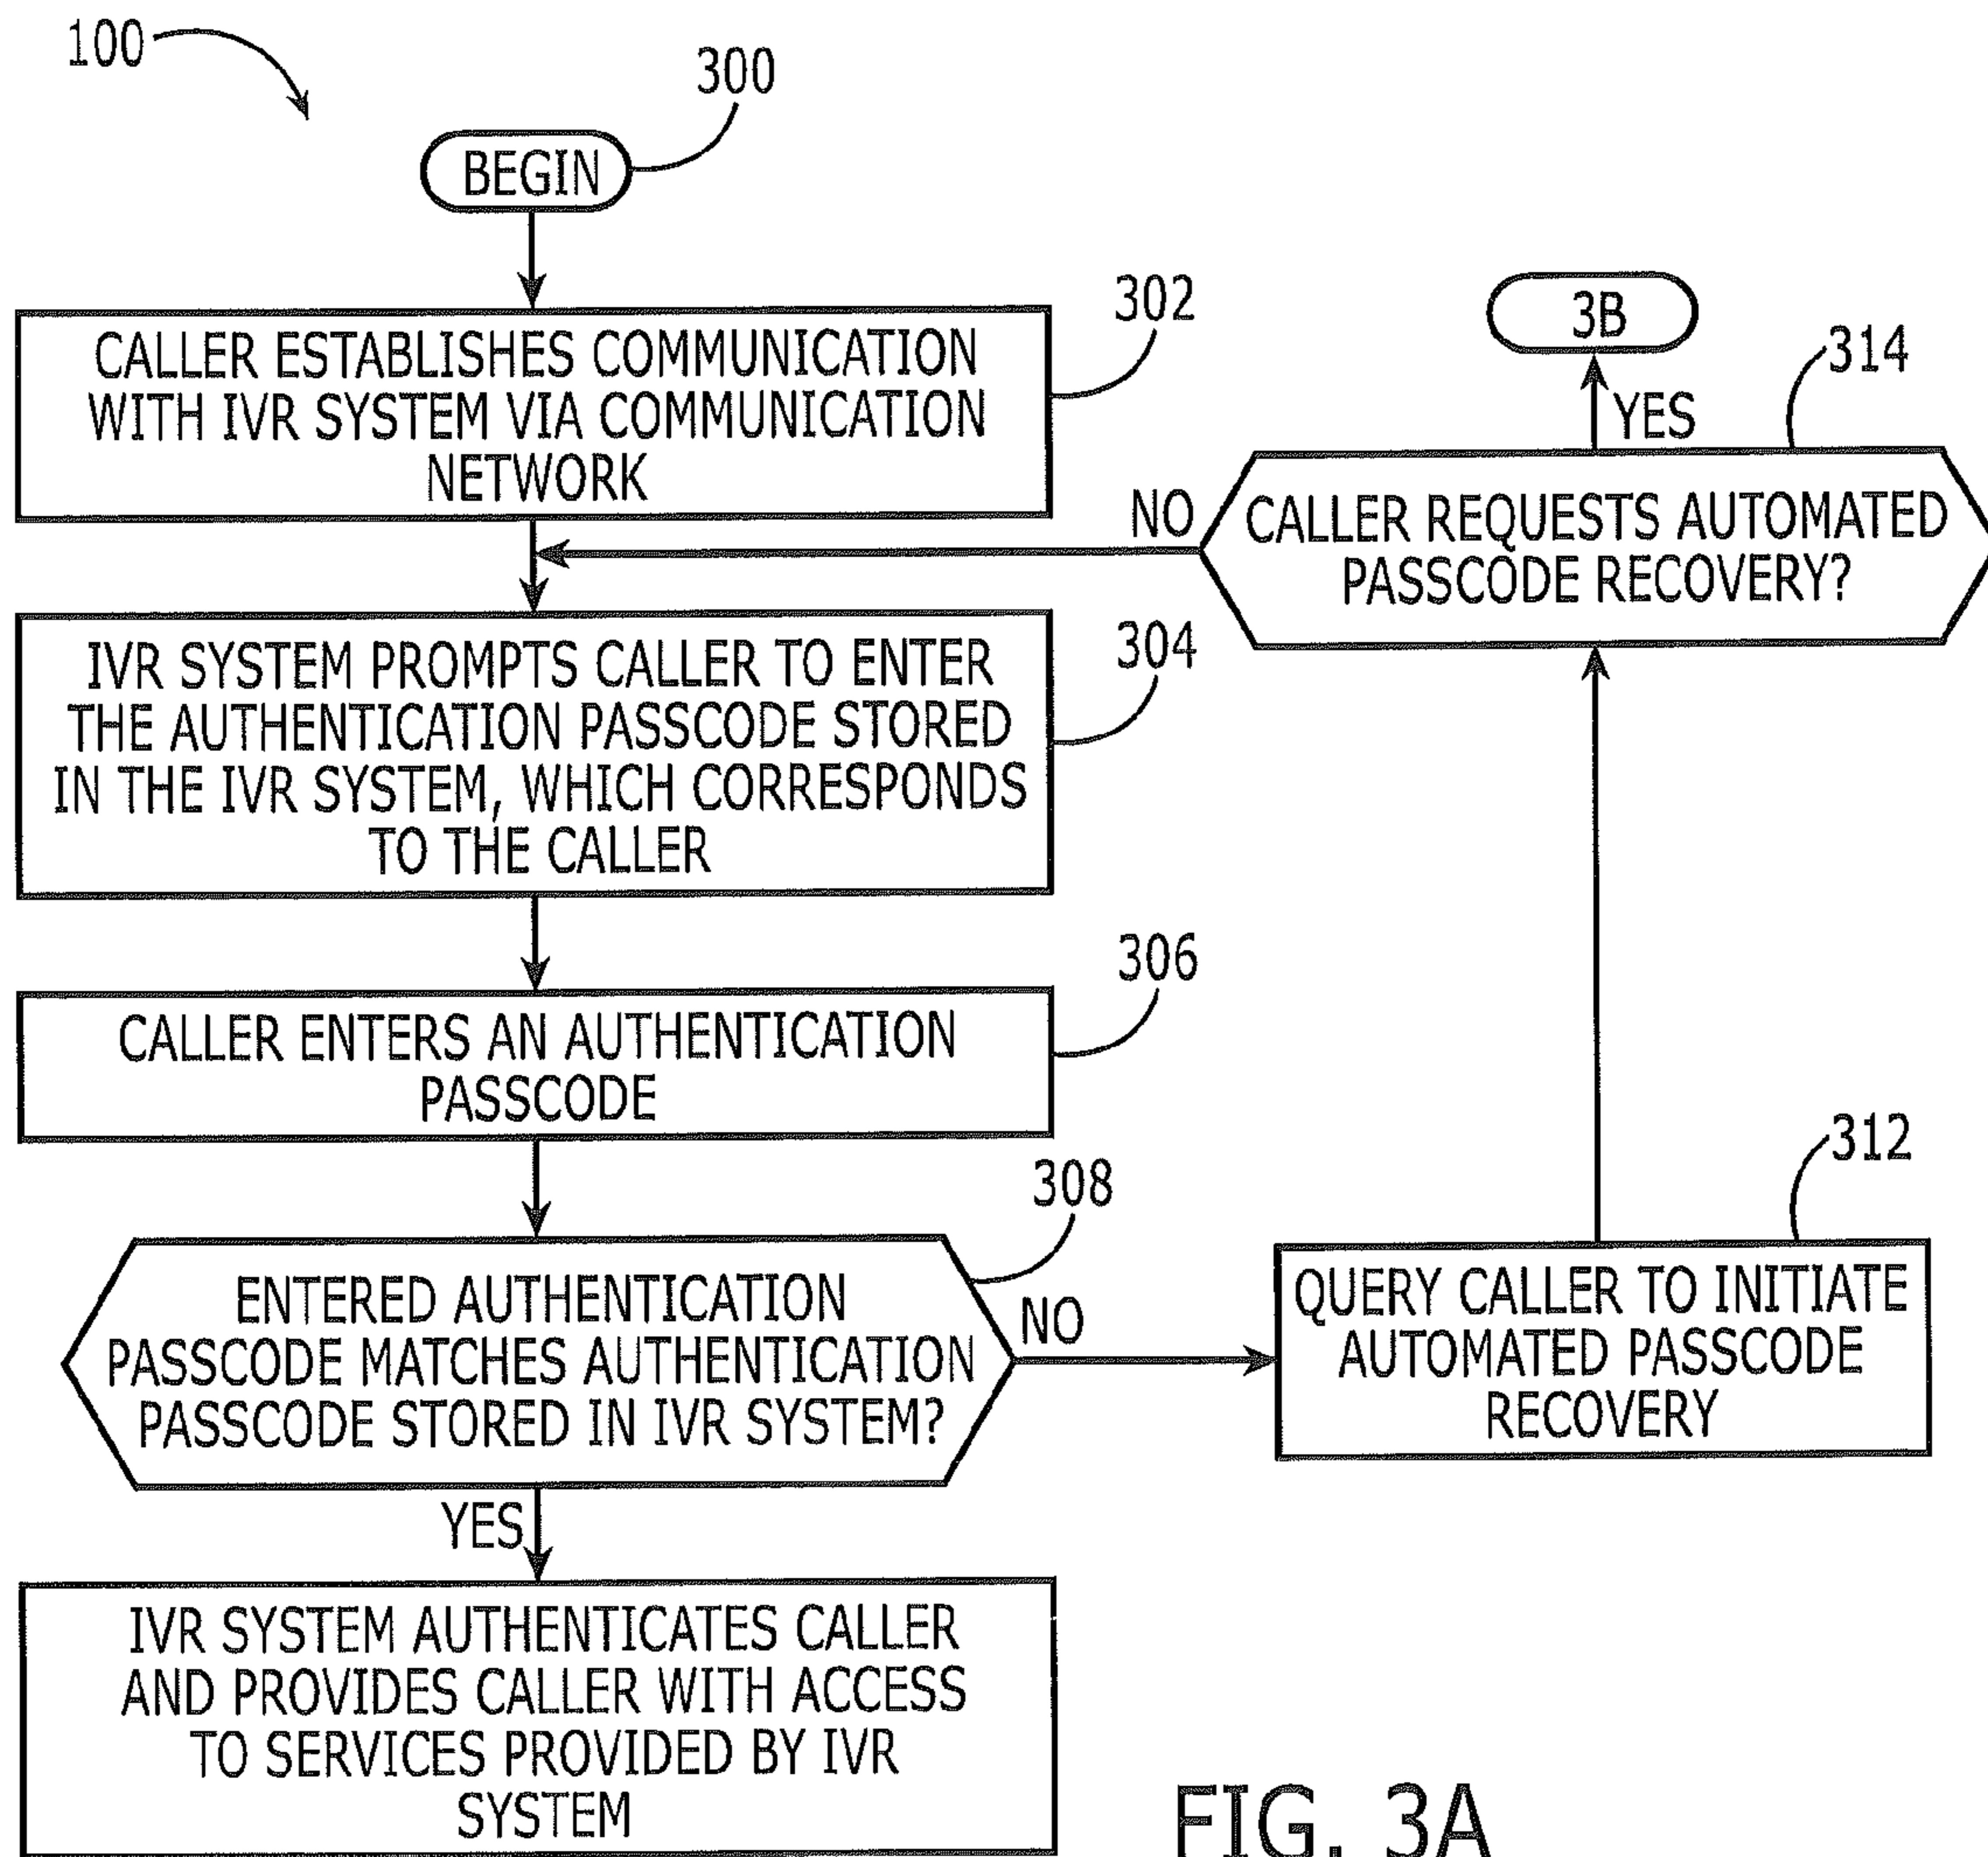 100
300
BEGIN
302
CALLER ESTABLISHES COMMUNICATION
WITH IVR SYSTEM VIA COMMUNICATION
NETWORK
3B
YES
314
NO
CALLER REQUESTS AUTOMATED
PASSCODE RECOVERY?
304
IVR SYSTEM PROMPTS CALLER TO ENTER
THE AUTHENTICATION PASSCODE STORED
IN THE IVR SYSTEM, WHICH CORRESPONDS
TO THE CALLER
306
CALLER ENTERS AN AUTHENTICATION
PASSCODE
308
ENTERED AUTHENTICATION
PASSCODE MATCHES AUTHENTICATION
PASSCODE STORED IN IVR SYSTEM?
NO
312
QUERY CALLER TO INITIATE
AUTOMATED PASSCODE
RECOVERY
YES
IVR SYSTEM AUTHENTICATES CALLER
AND PROVIDES CALLER WITH ACCESS
TO SERVICES PROVIDED BY IVR
SYSTEM
FIG. 3A